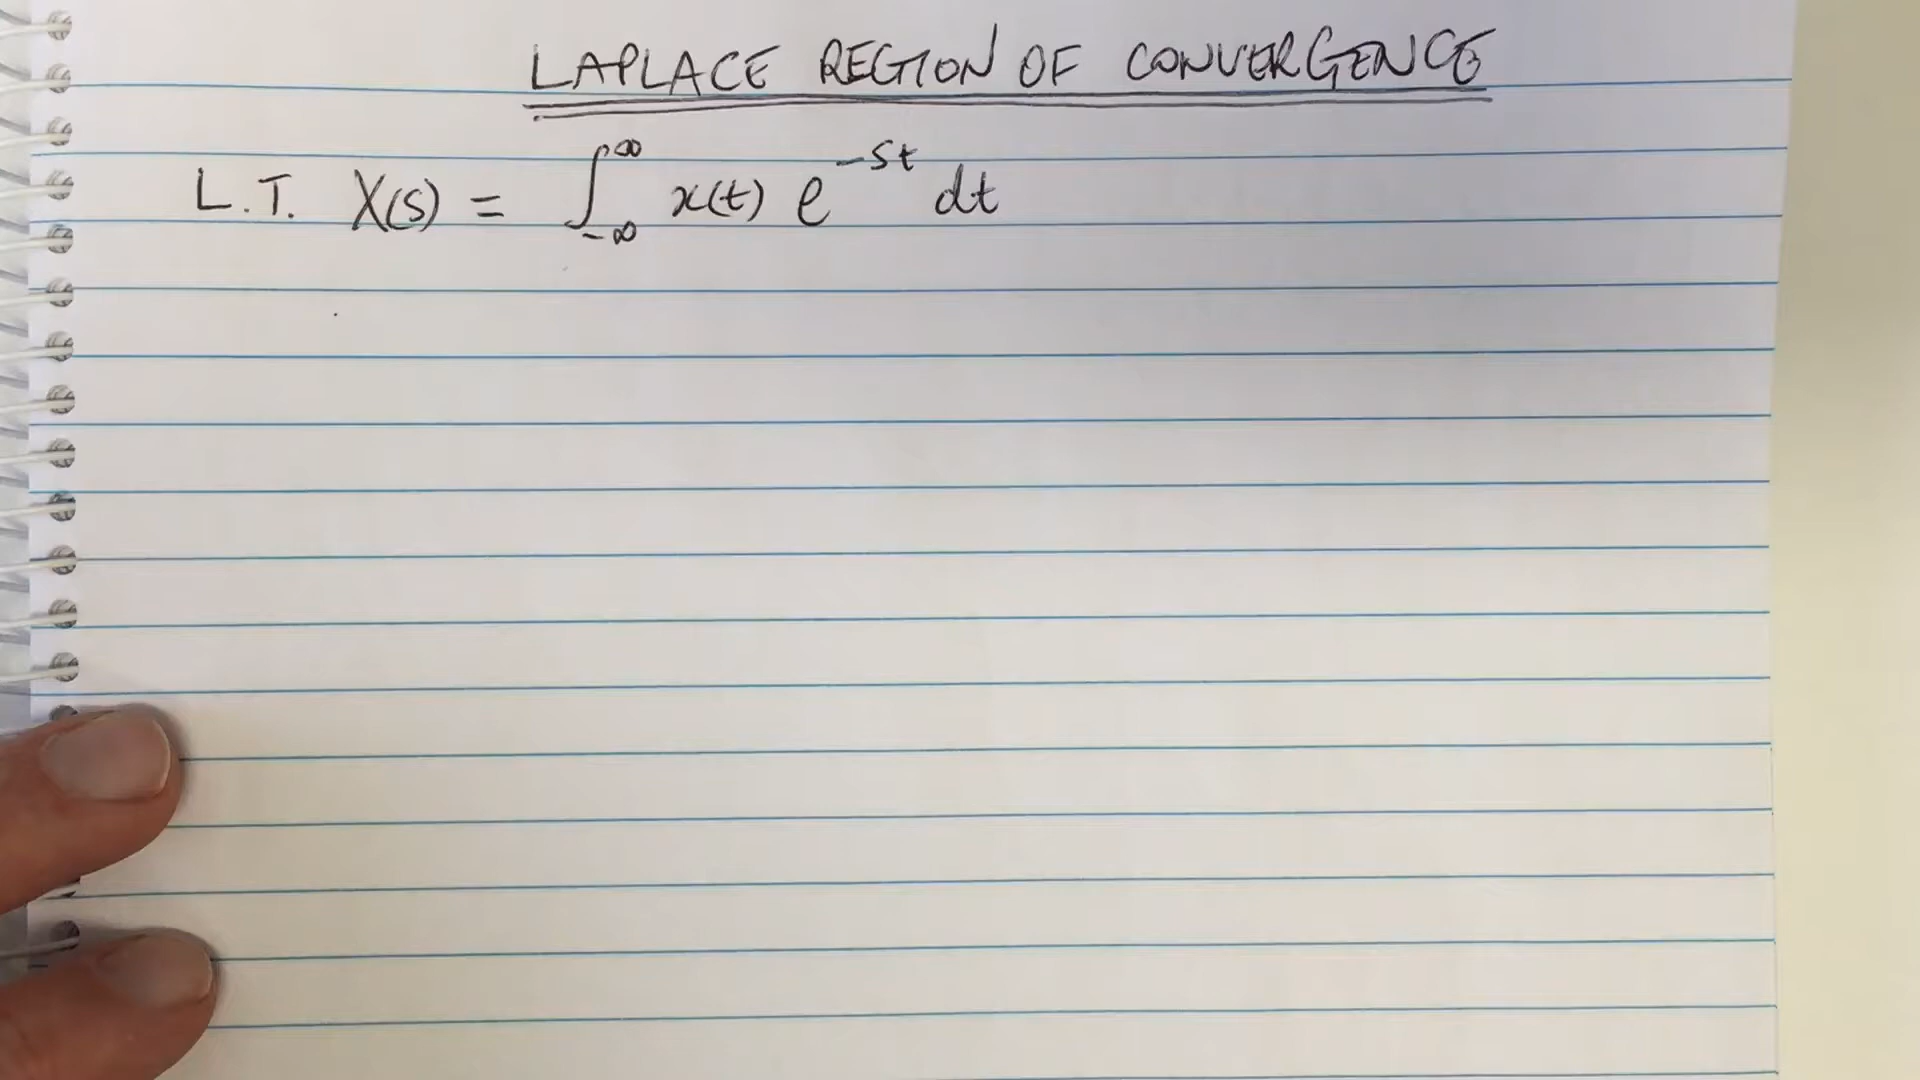 LAPLACE REGION OF CONVERGENCE
L.T. X(s) = ∫_{-∞}^{∞} x(t) e^{-st} dt